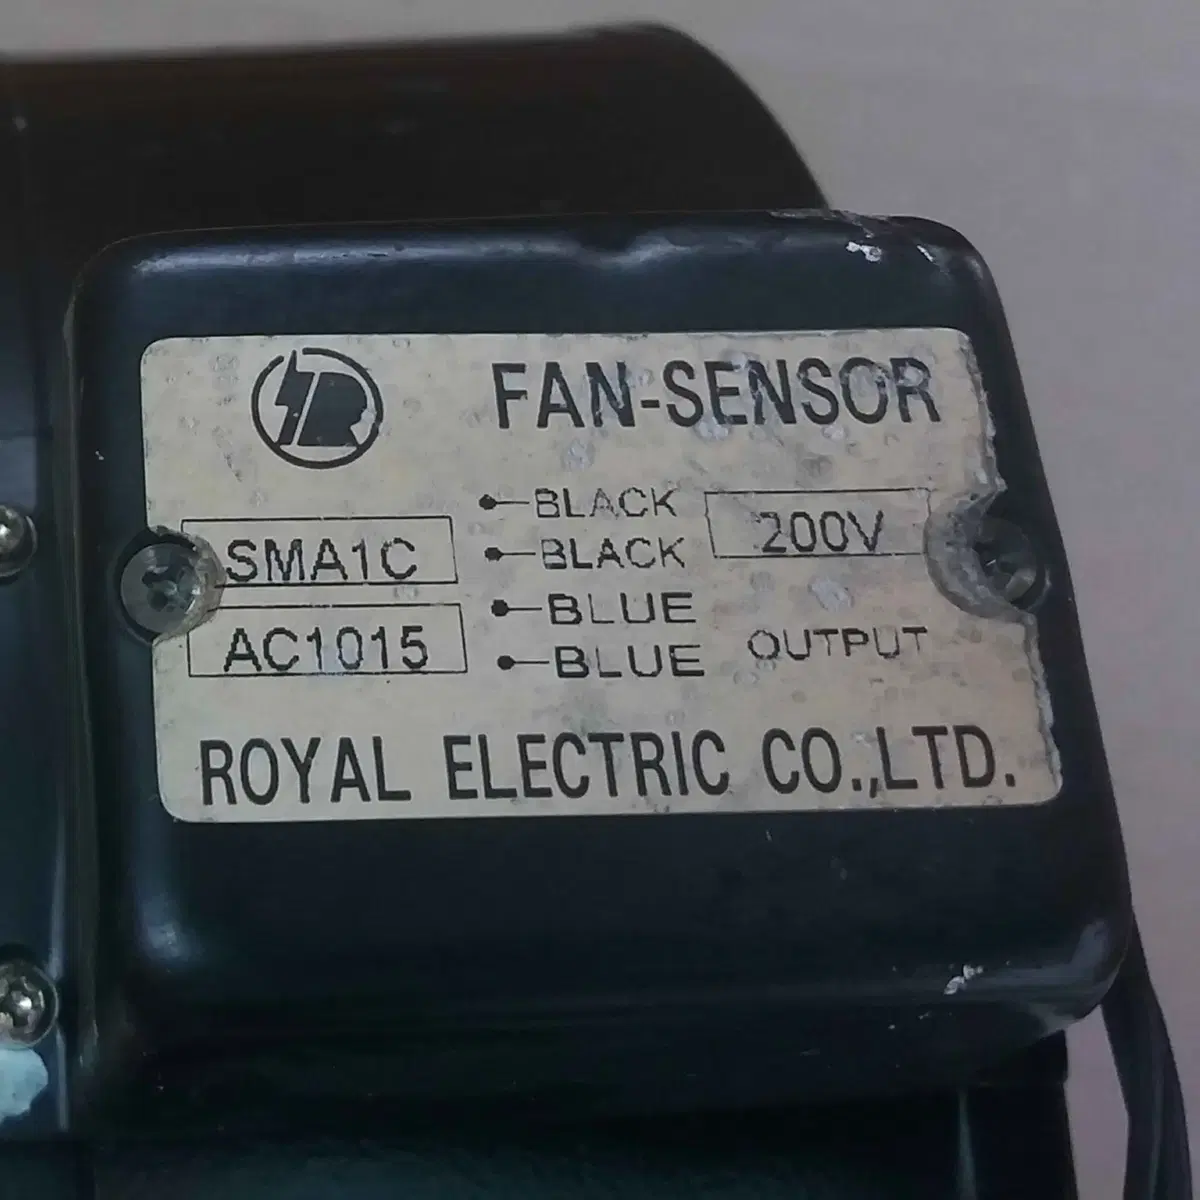 FAN-SENSOR
SMA1C
AC1015
BLACK
BLACK
200V
BLUE
BLUE
OUTPUT
ROYAL ELECTRIC CO.,LTD.